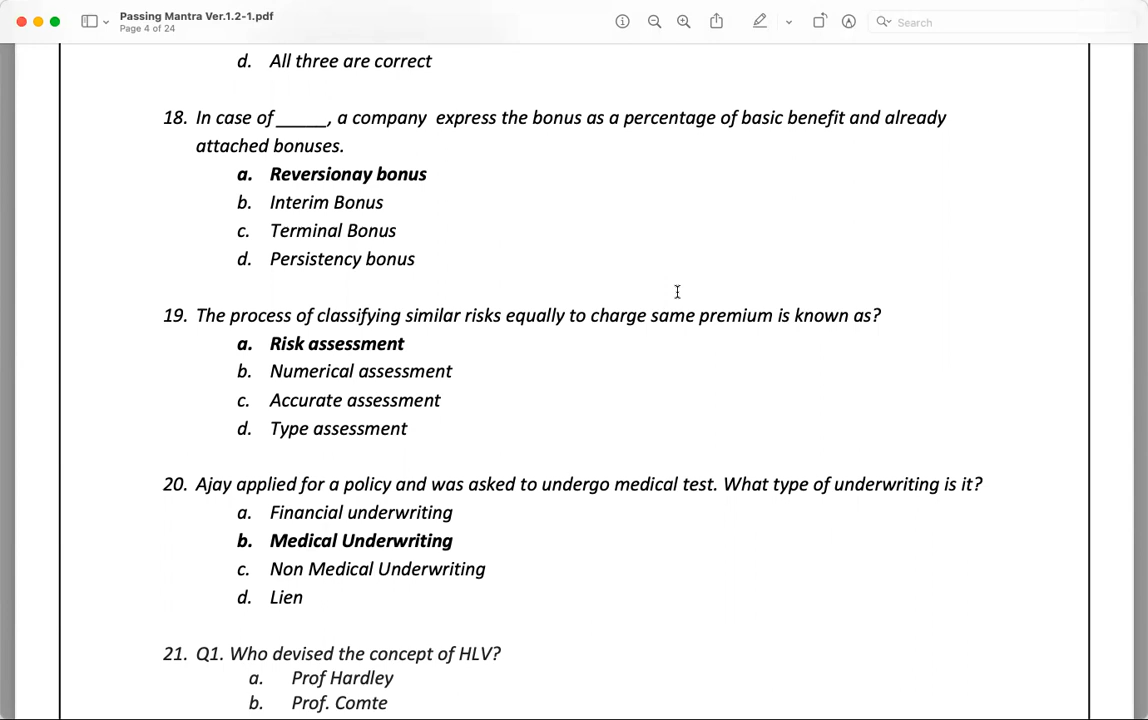 Passing Mantra Ver.1.2-1.pdf
Page 4 of 24
Search
d. All three are correct
18. In case of _____, a company express the bonus as a percentage of basic benefit and already
attached bonuses.
a. Reversionay bonus
b. Interim Bonus
c. Terminal Bonus
d. Persistency bonus
19. The process of classifying similar risks equally to charge same premium is known as?
a. Risk assessment
b. Numerical assessment
c. Accurate assessment
d. Type assessment
20. Ajay applied for a policy and was asked to undergo medical test. What type of underwriting is it?
a. Financial underwriting
b. Medical Underwriting
c. Non Medical Underwriting
d. Lien
21. Q1. Who devised the concept of HLV?
a. Prof Hardley
b. Prof. Comte